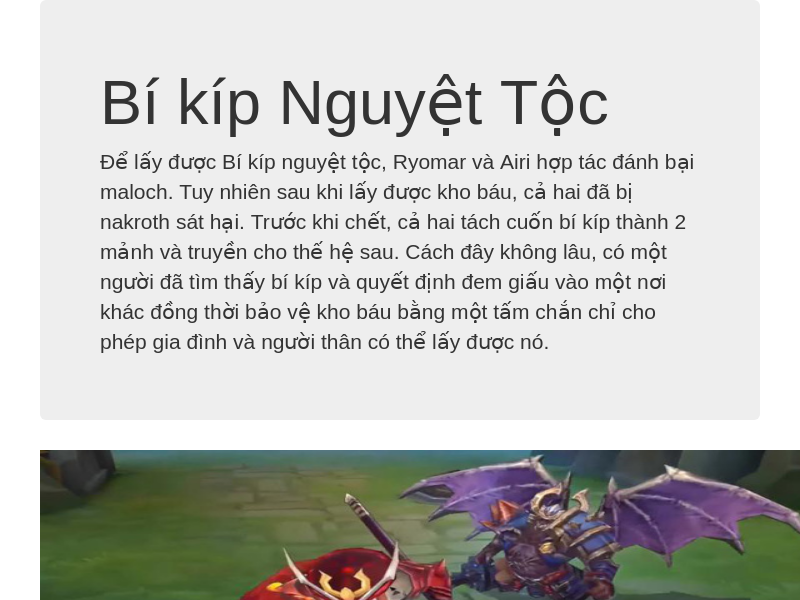 Bí kíp Nguyệt Tộc
Để lấy được Bí kíp nguyệt tộc, Ryomar và Airi hợp tác đánh bại
maloch. Tuy nhiên sau khi lấy được kho báu, cả hai đã bị
nakroth sát hại. Trước khi chết, cả hai tách cuốn bí kíp thành 2
mảnh và truyền cho thế hệ sau. Cách đây không lâu, có một
người đã tìm thấy bí kíp và quyết định đem giấu vào một nơi
khác đồng thời bảo vệ kho báu bằng một tấm chắn chỉ cho
phép gia đình và người thân có thể lấy được nó.